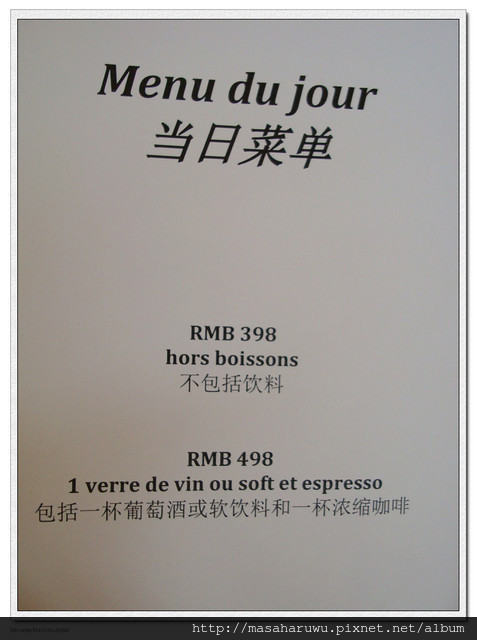 Menu du jour
当日菜单
RMB 398
hors boissons
不包括饮料
RMB 498
1 verre de vin ou soft et espresso
包括一杯葡萄酒或软饮料和一杯浓缩咖啡
http://masaharuwu.pixnet.net/album